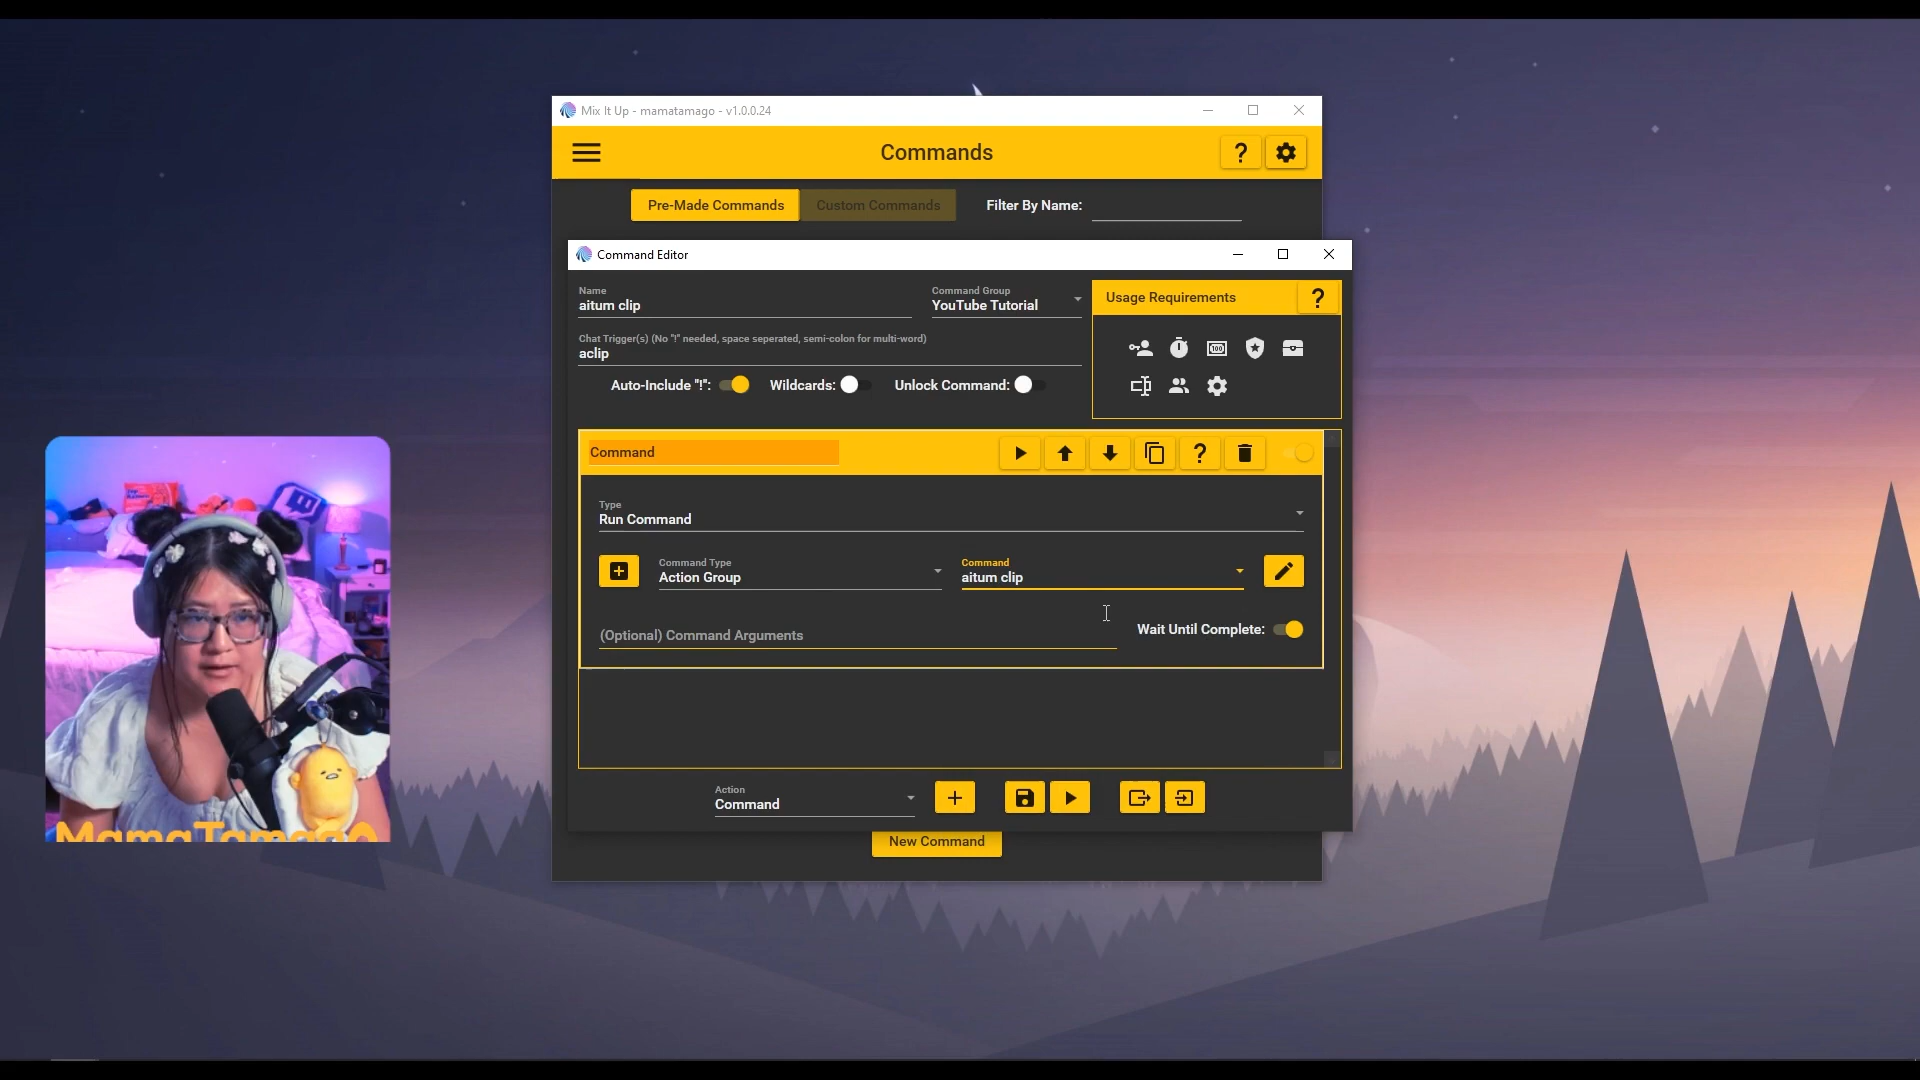 Mix It Up - mamatamago - v1.0.0.24
Commands
?
Pre-Made Commands
Custom Commands
Filter By Name:
Command Editor
Name
aitum clip
Command Group
YouTube Tutorial
Usage Requirements
?
Chat Trigger(s) (No "!" needed, space seperated, semi-colon for multi-word)
aclip
Auto-Include "!":
Wildcards:
Unlock Command:
100
Command
?
Type
Run Command
Command Type
Action Group
Command
aitum clip
(Optional) Command Arguments
Wait Until Complete:
Action
Command
New Command
MamaTamago